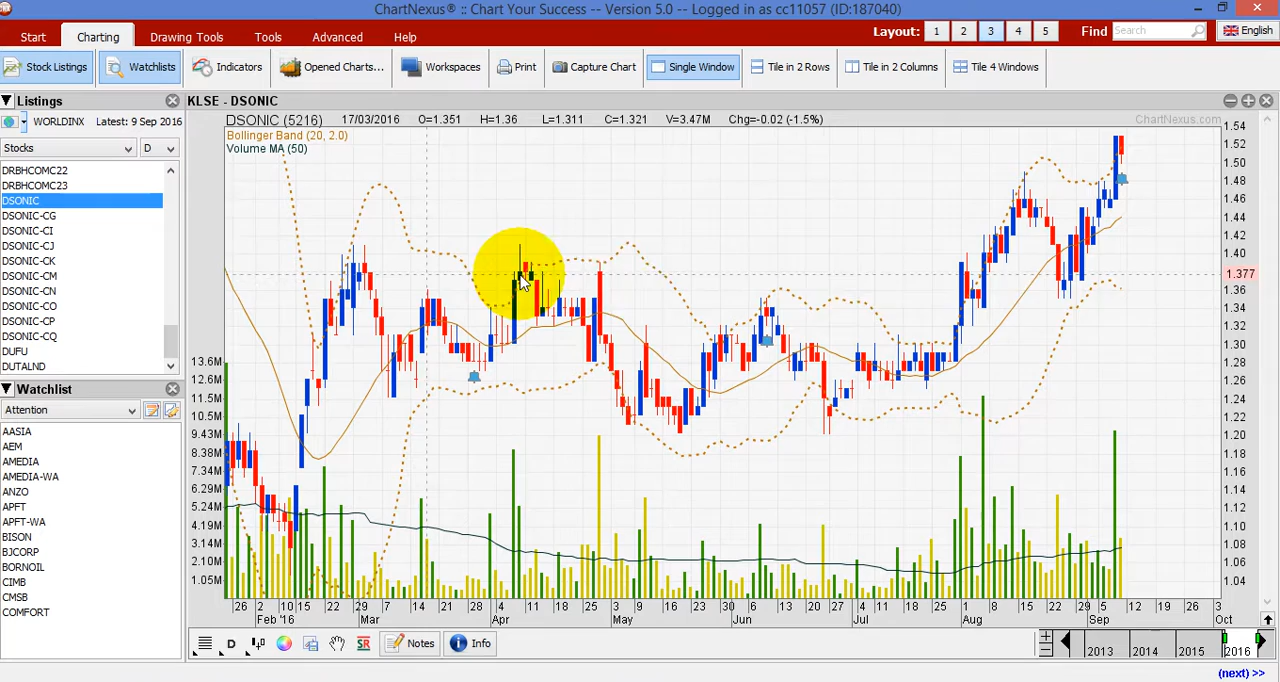 ChartNexus® :: Chart Your Success -- Version 5.0 -- Logged in as cc11057 (ID:187040)
Start Charting Drawing Tools Tools Advanced Help Layout: 1 2 3 4 5 Find Search English
Stock Listings Watchlists Indicators Opened Charts... Workspaces Print Capture Chart Single Window Tile in 2 Rows Tile in 2 Columns Tile 4 Windows
Listings
WORLDINX Latest: 9 Sep 2016
Stocks D
DRBHCOMC22
DRBHCOMC23
DSONIC
DSONIC-CG
DSONIC-CI
DSONIC-CJ
DSONIC-CK
DSONIC-CM
DSONIC-CN
DSONIC-CO
DSONIC-CP
DSONIC-CQ
DUFU
DUTALND
Watchlist
Attention
AASIA
AEM
AMEDIA
AMEDIA-WA
ANZO
APFT
APFT-WA
BISON
BJCORP
BORNOIL
CIMB
CMSB
COMFORT
KLSE - DSONIC
DSONIC (5216) 17/03/2016 O=1.351 H=1.36 L=1.311 C=1.321 V=3.47M Chg=-0.02 (-1.5%) ChartNexus.com
Bollinger Band (20, 2.0)
Volume MA (50)
1.54
1.52
1.50
1.48
1.46
1.44
1.42
1.40
1.377
1.36
1.34
1.32
1.30
1.28
1.26
1.24
1.22
1.20
1.18
1.16
1.14
1.12
1.10
1.08
1.06
1.04
13.6M
12.6M
11.5M
10.5M
9.43M
8.38M
7.34M
6.29M
5.24M
4.19M
3.14M
2.10M
1.05M
26 2 10 15 22 7 14 21 28 4 11 18 25 3 9 16 23 30 6 13 20 27 4 11 18 25 1 8 15 22 29 5 12 19 26 3
Feb '16 Mar Apr May Jun Jul Aug Sep Oct
D SR Notes Info 2013 2014 2015 2016
(next) >>